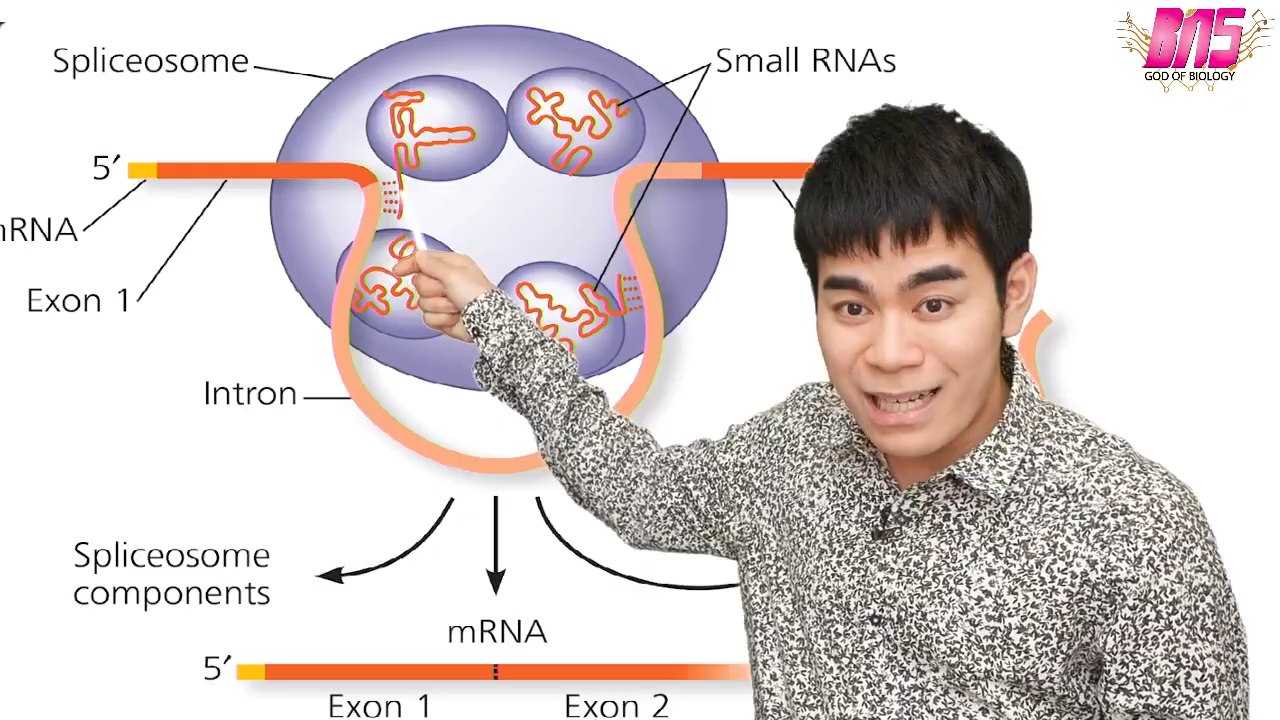 BNS
GOD OF BIOLOGY
Spliceosome
Small RNAs
5′
mRNA
Exon 1
Intron
Spliceosome
components
mRNA
5′
Exon 1
Exon 2